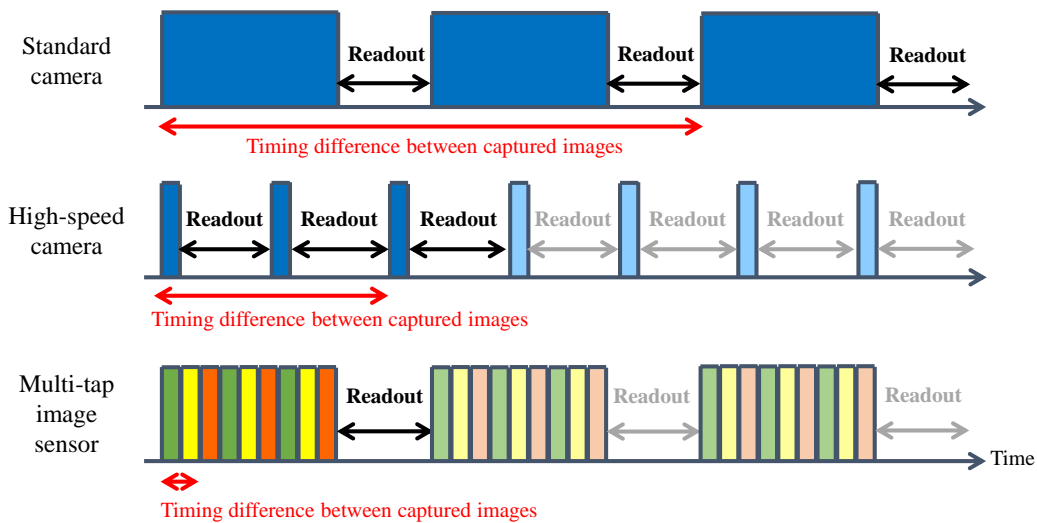 Standard
camera
Readout
Readout
Readout
Timing difference between captured images
High-speed
camera
Readout
Readout
Readout
Readout
Readout
Readout
Readout
Timing difference between captured images
Multi-tap
image
sensor
Readout
Readout
Readout
Time
Timing difference between captured images